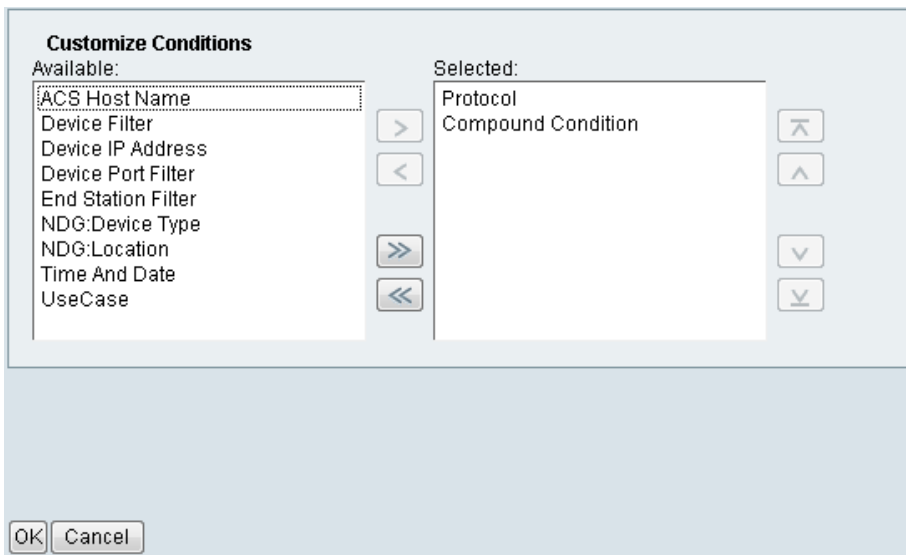 Customize Conditions
Available:
ACS Host Name
Device Filter
Device IP Address
Device Port Filter
End Station Filter
NDG:Device Type
NDG:Location
Time And Date
UseCase
Selected:
Protocol
Compound Condition
OK
Cancel